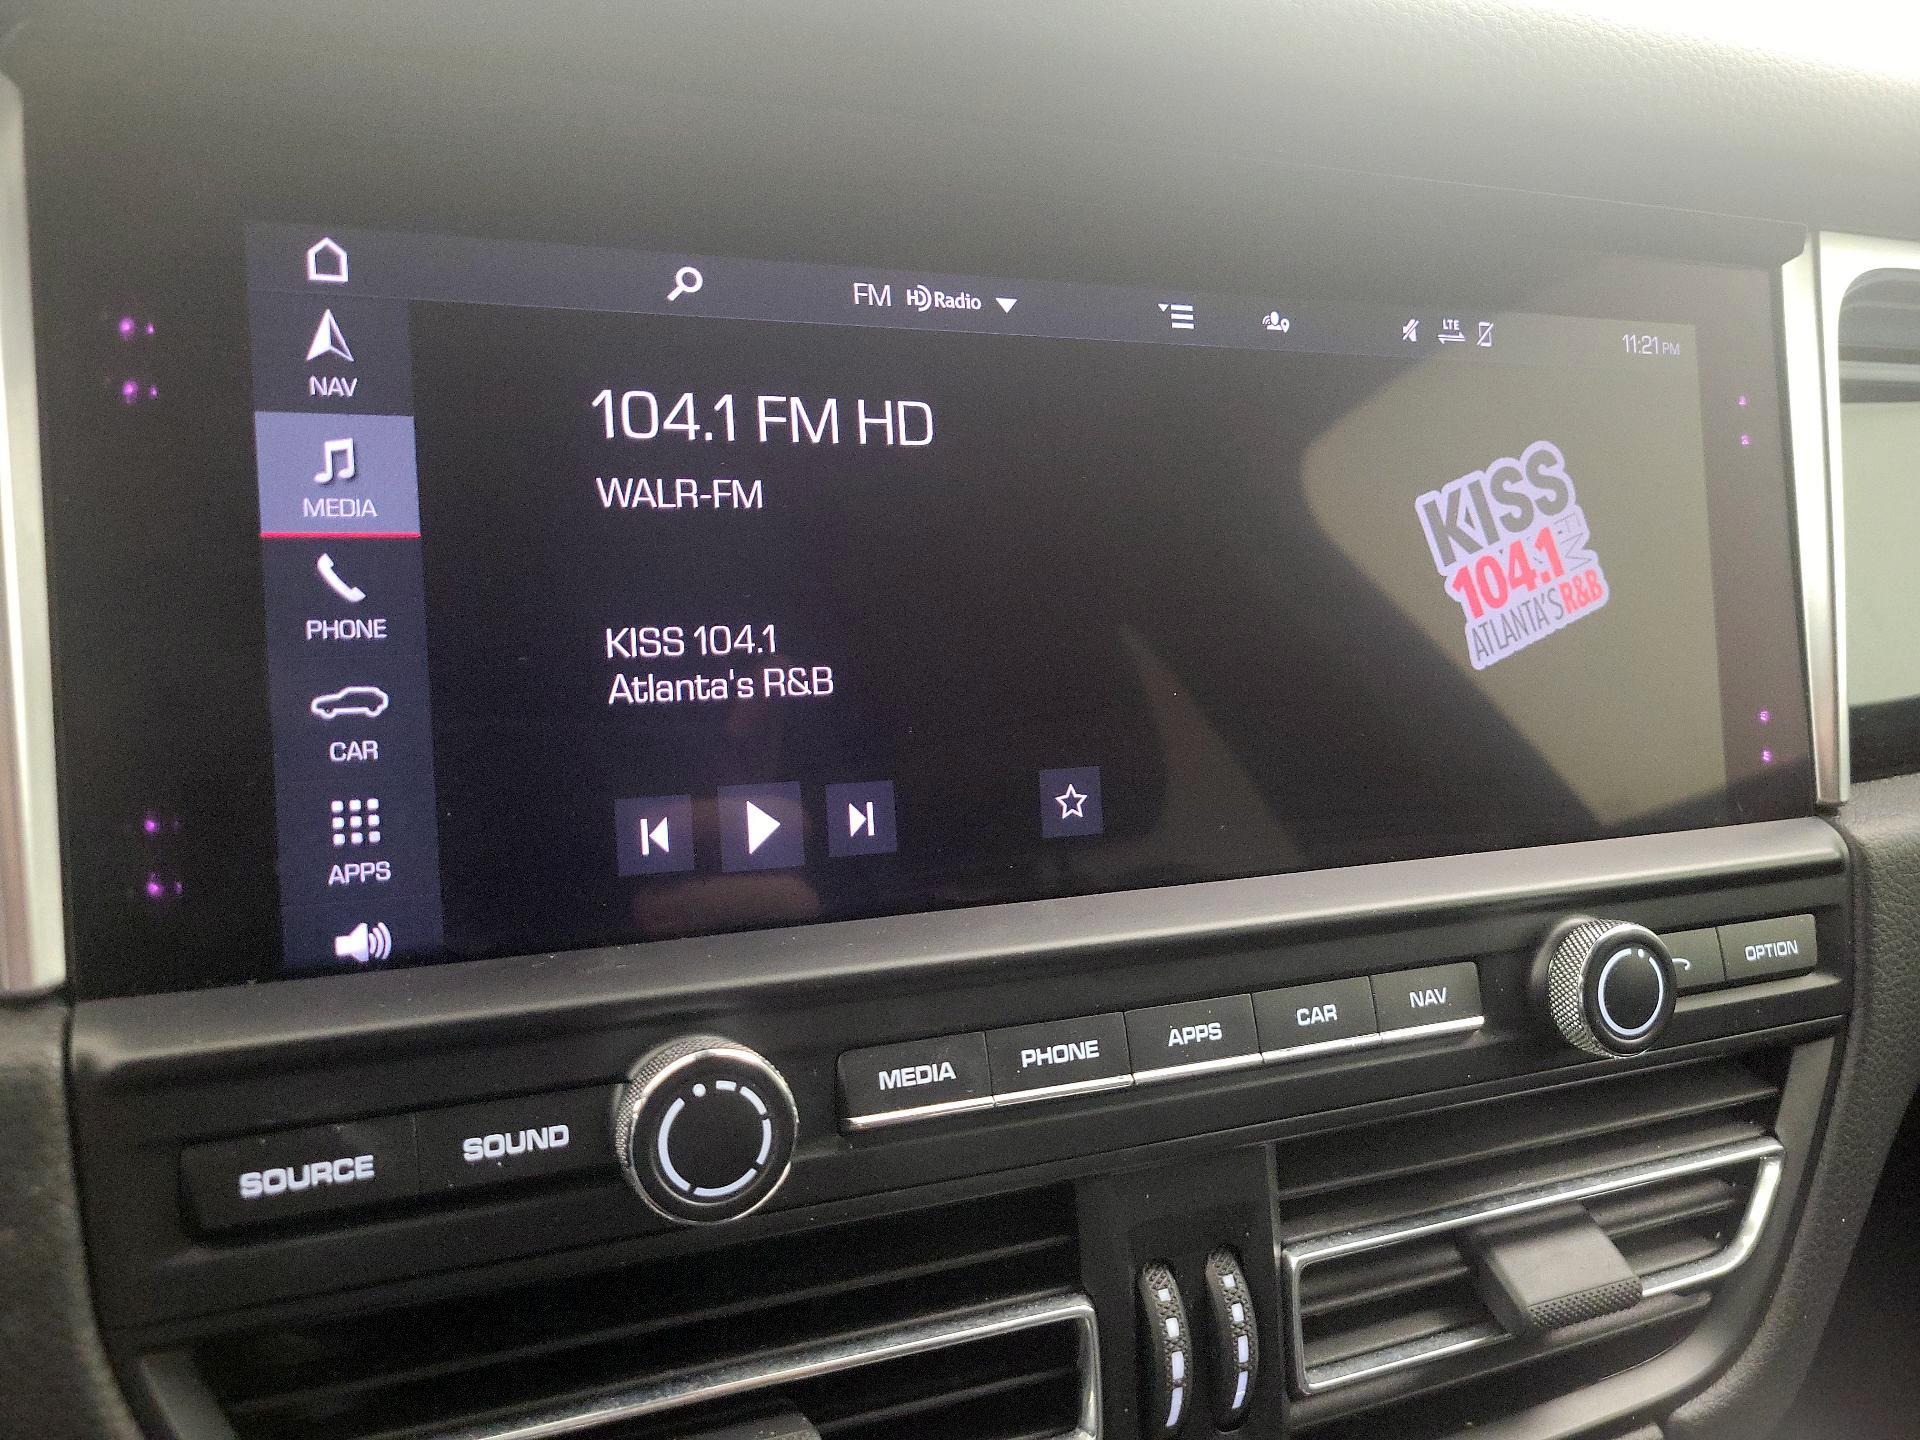 FM HD Radio
LTE
11:21 PM
NAV
MEDIA
PHONE
CAR
APPS
104.1 FM HD
WALR-FM
KISS 104.1
Atlanta's R&B
KISS
104.1 FM
ATLANTA'S R&B
SOURCE
SOUND
MEDIA
PHONE
APPS
CAR
NAV
OPTION